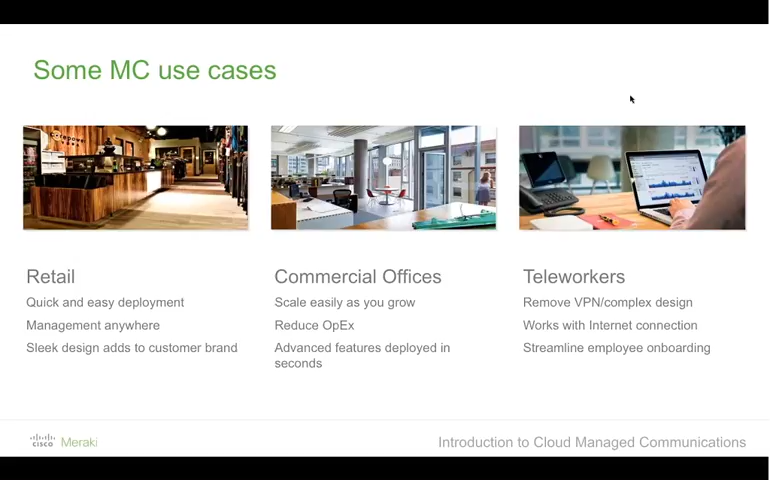 Some MC use cases
Retail
Quick and easy deployment
Management anywhere
Sleek design adds to customer brand
Commercial Offices
Scale easily as you grow
Reduce OpEx
Advanced features deployed in
seconds
Teleworkers
Remove VPN/complex design
Works with Internet connection
Streamline employee onboarding
cisco Meraki
Introduction to Cloud Managed Communications